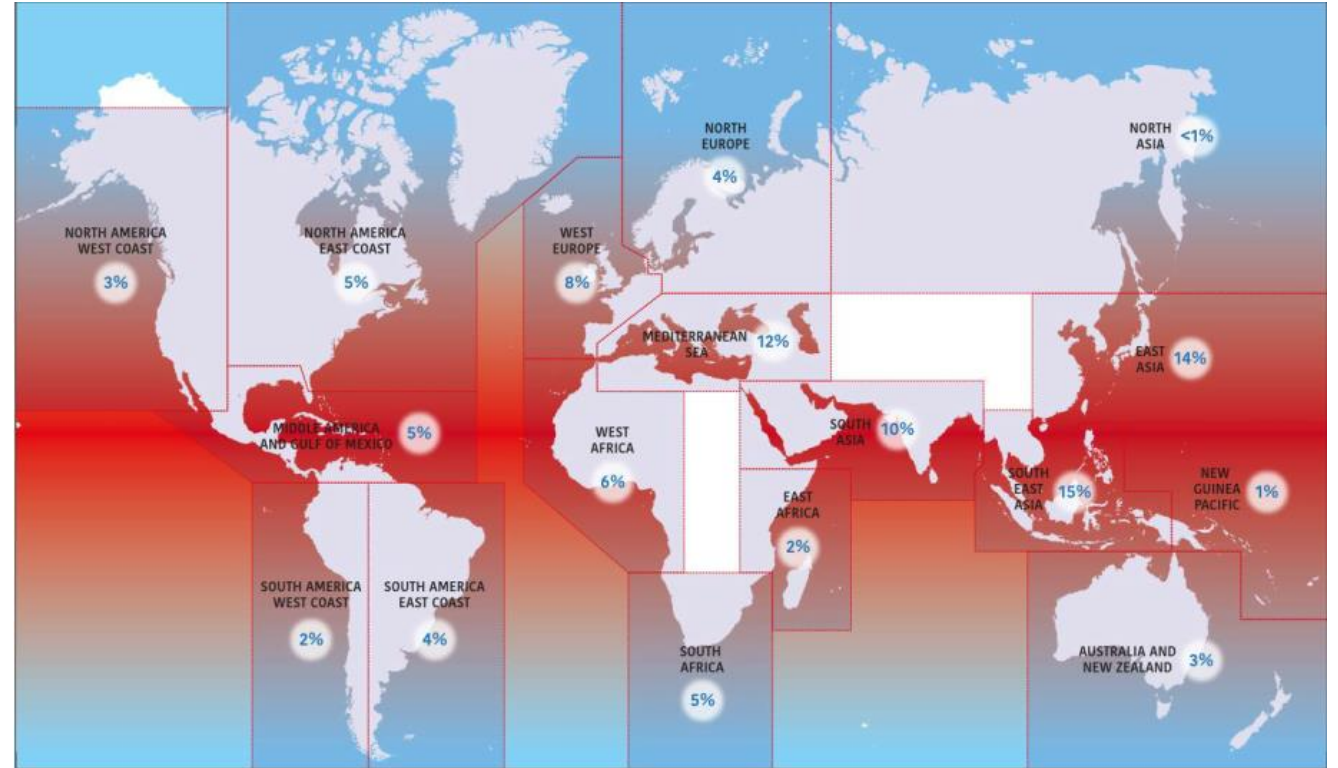 NORTH
EUROPE
4%
NORTH
ASIA
<1%
NORTH AMERICA
WEST COAST
3%
NORTH AMERICA
EAST COAST
5%
WEST
EUROPE
8%
MEDITERRANEAN
SEA
12%
EAST
ASIA
14%
MIDDLE AMERICA
AND GULF OF MEXICO
5%
WEST
AFRICA
6%
SOUTH
ASIA
10%
EAST
AFRICA
2%
SOUTH
EAST
ASIA
15%
NEW
GUINEA
PACIFIC
1%
SOUTH AMERICA
WEST COAST
2%
SOUTH AMERICA
EAST COAST
4%
SOUTH
AFRICA
5%
AUSTRALIA AND
NEW ZEALAND
3%